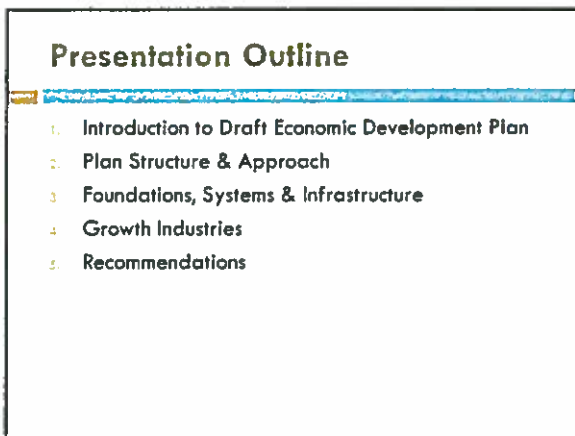 Presentation Outline
1. Introduction to Draft Economic Development Plan
2. Plan Structure & Approach
3. Foundations, Systems & Infrastructure
4. Growth Industries
5. Recommendations